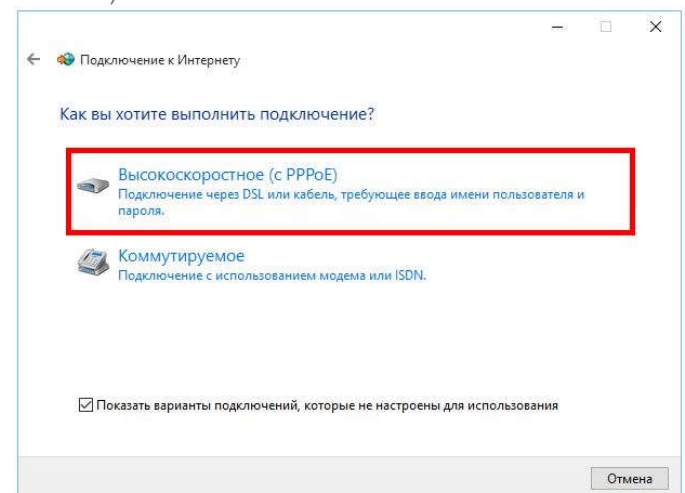 Подключение к Интернету
Как вы хотите выполнить подключение?
Высокоскоростное (с PPPoE)
Подключение через DSL или кабель, требующее ввода имени пользователя и
пароля.
Коммутируемое
Подключение с использованием модема или ISDN.
Показать варианты подключений, которые не настроены для использования
Отмена